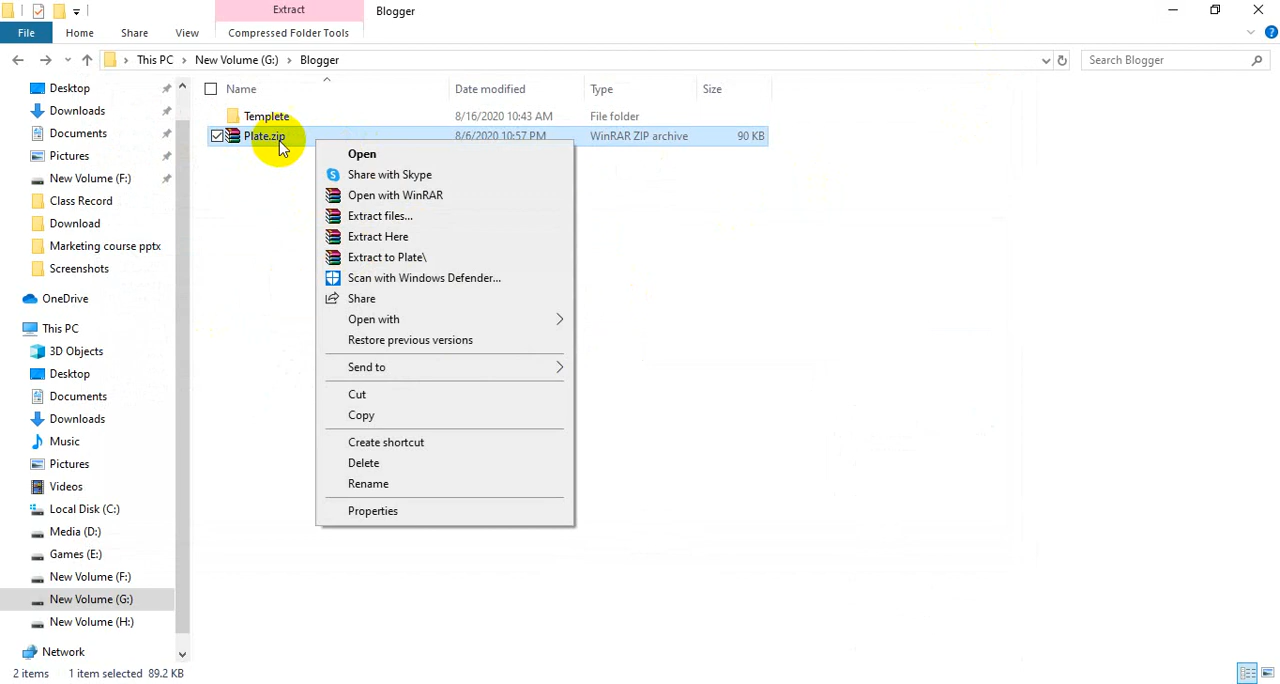 Extract
Blogger
File
Home
Share
View
Compressed Folder Tools
This PC
New Volume (G:)
Blogger
Search Blogger
Name
Date modified
Type
Size
Templete
8/16/2020 10:43 AM
File folder
Plate.zip
8/6/2020 10:57 PM
WinRAR ZIP archive
90 KB
Open
Share with Skype
Open with WinRAR
Extract files...
Extract Here
Extract to Plate\
Scan with Windows Defender...
Share
Open with
Restore previous versions
Send to
Cut
Copy
Create shortcut
Delete
Rename
Properties
Desktop
Downloads
Documents
Pictures
New Volume (F:)
Class Record
Download
Marketing course pptx
Screenshots
OneDrive
This PC
3D Objects
Desktop
Documents
Downloads
Music
Pictures
Videos
Local Disk (C:)
Media (D:)
Games (E:)
New Volume (F:)
New Volume (G:)
New Volume (H:)
Network
2 items
1 item selected 89.2 KB